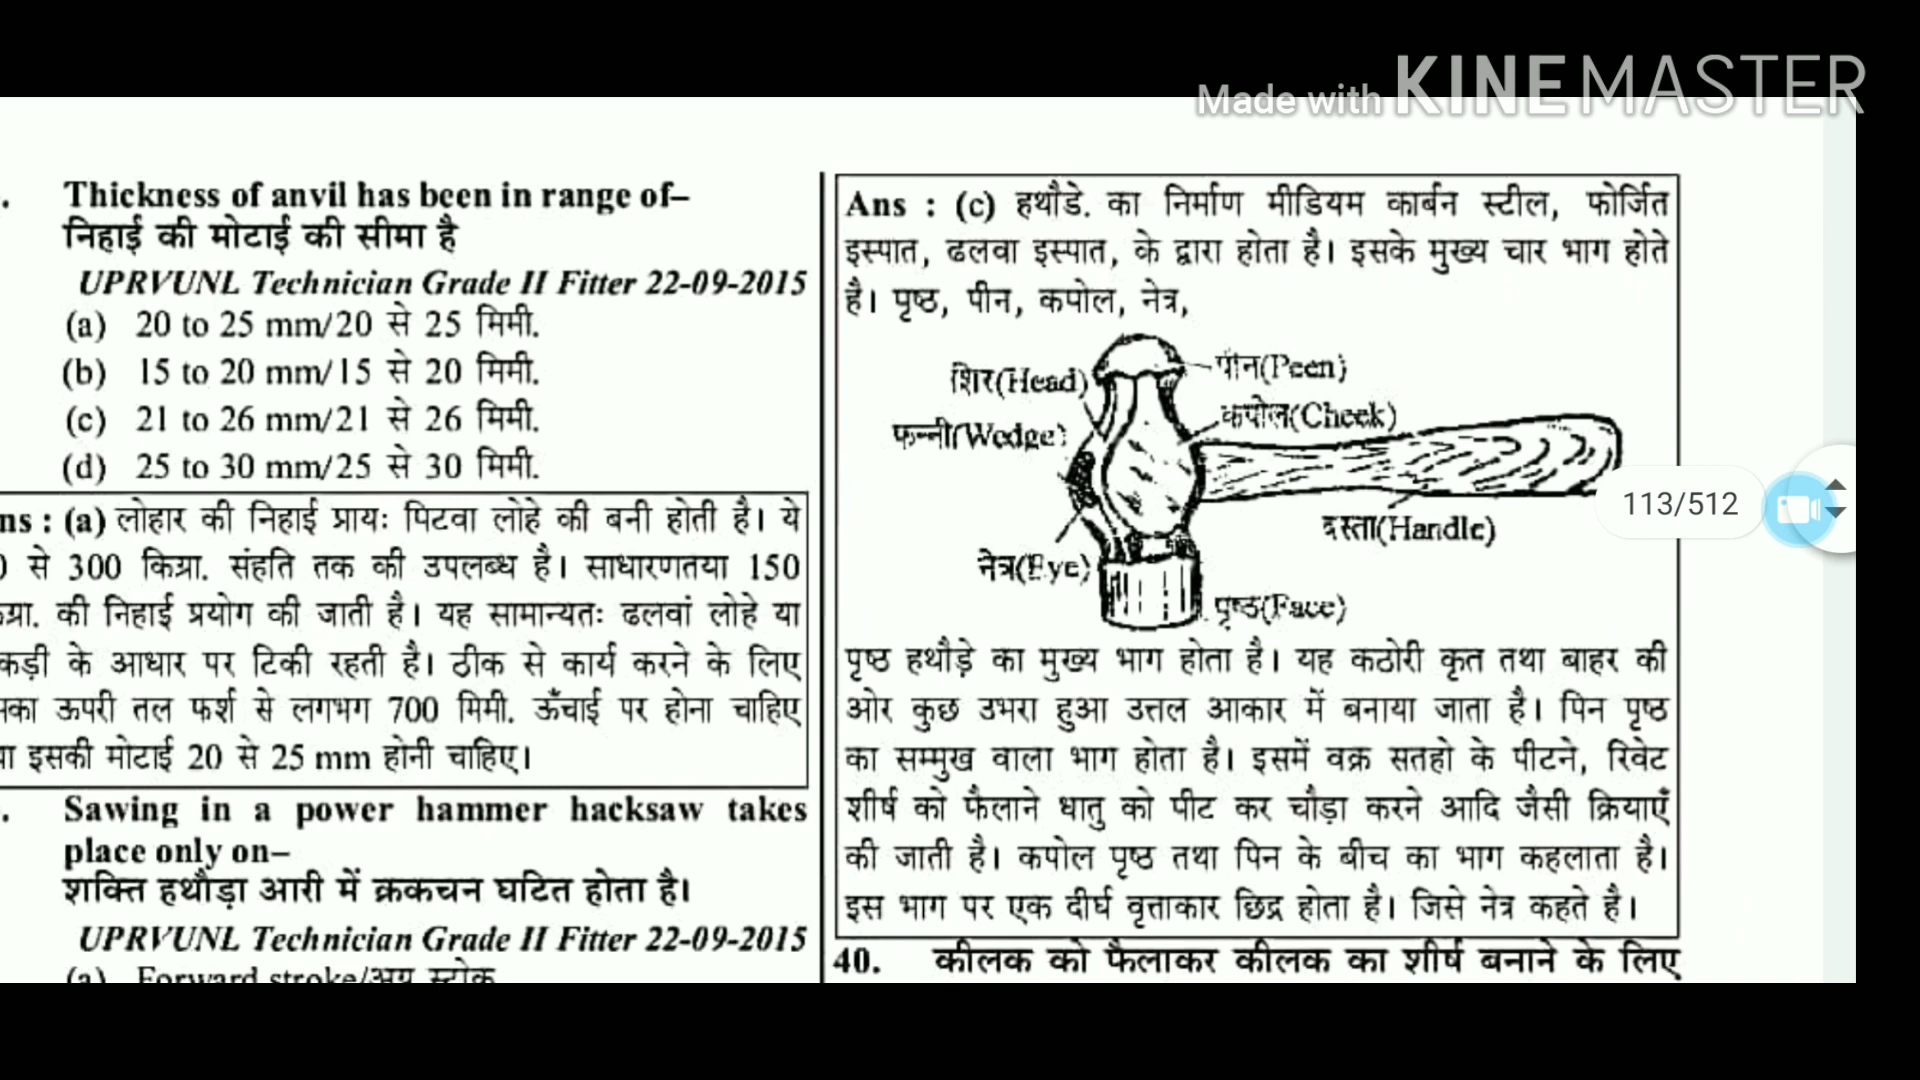 Made with KINEMASTER
Thickness of anvil has been in range of–
निहाई की मोटाई की सीमा है
UPRVUNL Technician Grade II Fitter 22-09-2015
(a) 20 to 25 mm/20 से 25 मिमी.
(b) 15 to 20 mm/15 से 20 मिमी.
(c) 21 to 26 mm/21 से 26 मिमी.
(d) 25 to 30 mm/25 से 30 मिमी.
: (a) लोहार की निहाई प्रायः पिटवा लोहे की बनी होती है। ये
से 300 किग्रा. संहति तक की उपलब्ध है। साधारणतया 150
की निहाई प्रयोग की जाती है। यह सामान्यतः ढलवां लोहे या
के आधार पर टिकी रहती है। ठीक से कार्य करने के लिए
ऊपरी तल फर्श से लगभग 700 मिमी. ऊँचाई पर होना चाहिए
इसकी मोटाई 20 से 25 mm होनी चाहिए।
Sawing in a power hammer hacksaw takes
place only on–
शक्ति हथौड़ा आरी में क्रकचन घटित होता है।
UPRVUNL Technician Grade II Fitter 22-09-2015
(a) Forward stroke/अग्र स्ट्रोक
Ans : (c) हथौडे. का निर्माण मीडियम कार्बन स्टील, फोर्जित
इस्पात, ढलवा इस्पात, के द्वारा होता है। इसके मुख्य चार भाग होते
है। पृष्ठ, पीन, कपोल, नेत्र,
शिर(Head)
पीन(Peen)
कपोल(Cheek)
फन्नी(Wedge)
दस्ता(Handle)
नेत्र(Eye)
पृष्ठ(Face)
पृष्ठ हथौड़े का मुख्य भाग होता है। यह कठोरी कृत तथा बाहर की
ओर कुछ उभरा हुआ उत्तल आकार में बनाया जाता है। पिन पृष्ठ
का सम्मुख वाला भाग होता है। इसमें वक्र सतहो के पीटने, रिवेट
शीर्ष को फैलाने धातु को पीट कर चौड़ा करने आदि जैसी क्रियाएँ
की जाती है। कपोल पृष्ठ तथा पिन के बीच का भाग कहलाता है।
इस भाग पर एक दीर्घ वृत्ताकार छिद्र होता है। जिसे नेत्र कहते है।
40. कीलक को फैलाकर कीलक का शीर्ष बनाने के लिए
113/512